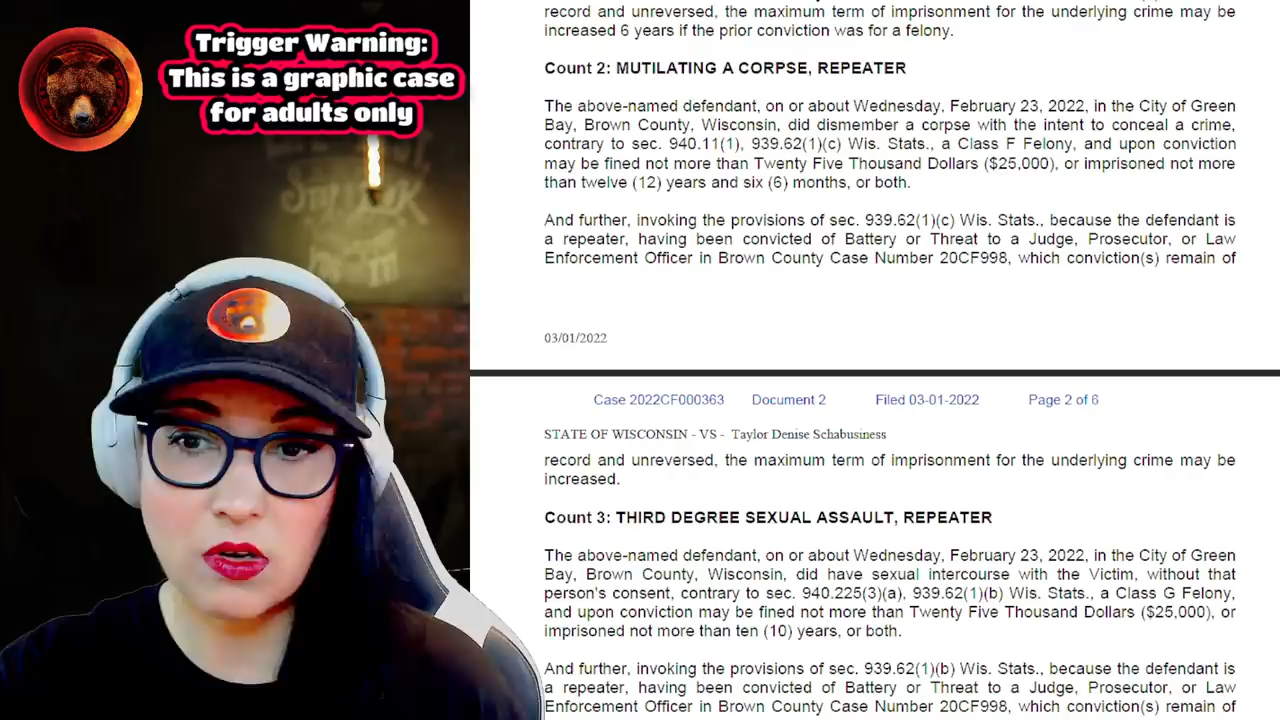 Trigger Warning:
This is a graphic case
for adults only
record and unreversed, the maximum term of imprisonment for the underlying crime may be
increased 6 years if the prior conviction was for a felony.
Count 2: MUTILATING A CORPSE, REPEATER
The above-named defendant, on or about Wednesday, February 23, 2022, in the City of Green
Bay, Brown County, Wisconsin, did dismember a corpse with the intent to conceal a crime,
contrary to sec. 940.11(1), 939.62(1)(c) Wis. Stats., a Class F Felony, and upon conviction
may be fined not more than Twenty Five Thousand Dollars ($25,000), or imprisoned not more
than twelve (12) years and six (6) months, or both.
And further, invoking the provisions of sec. 939.62(1)(c) Wis. Stats., because the defendant is
a repeater, having been convicted of Battery or Threat to a Judge, Prosecutor, or Law
Enforcement Officer in Brown County Case Number 20CF998, which conviction(s) remain of
03/01/2022
Case 2022CF000363 Document 2 Filed 03-01-2022 Page 2 of 6
STATE OF WISCONSIN - VS - Taylor Denise Schabusiness
record and unreversed, the maximum term of imprisonment for the underlying crime may be
increased.
Count 3: THIRD DEGREE SEXUAL ASSAULT, REPEATER
The above-named defendant, on or about Wednesday, February 23, 2022, in the City of Green
Bay, Brown County, Wisconsin, did have sexual intercourse with the Victim, without that
person's consent, contrary to sec. 940.225(3)(a), 939.62(1)(b) Wis. Stats., a Class G Felony,
and upon conviction may be fined not more than Twenty Five Thousand Dollars ($25,000), or
imprisoned not more than ten (10) years, or both.
And further, invoking the provisions of sec. 939.62(1)(b) Wis. Stats., because the defendant is
a repeater, having been convicted of Battery or Threat to a Judge, Prosecutor, or Law
Enforcement Officer in Brown County Case Number 20CF998, which conviction(s) remain of